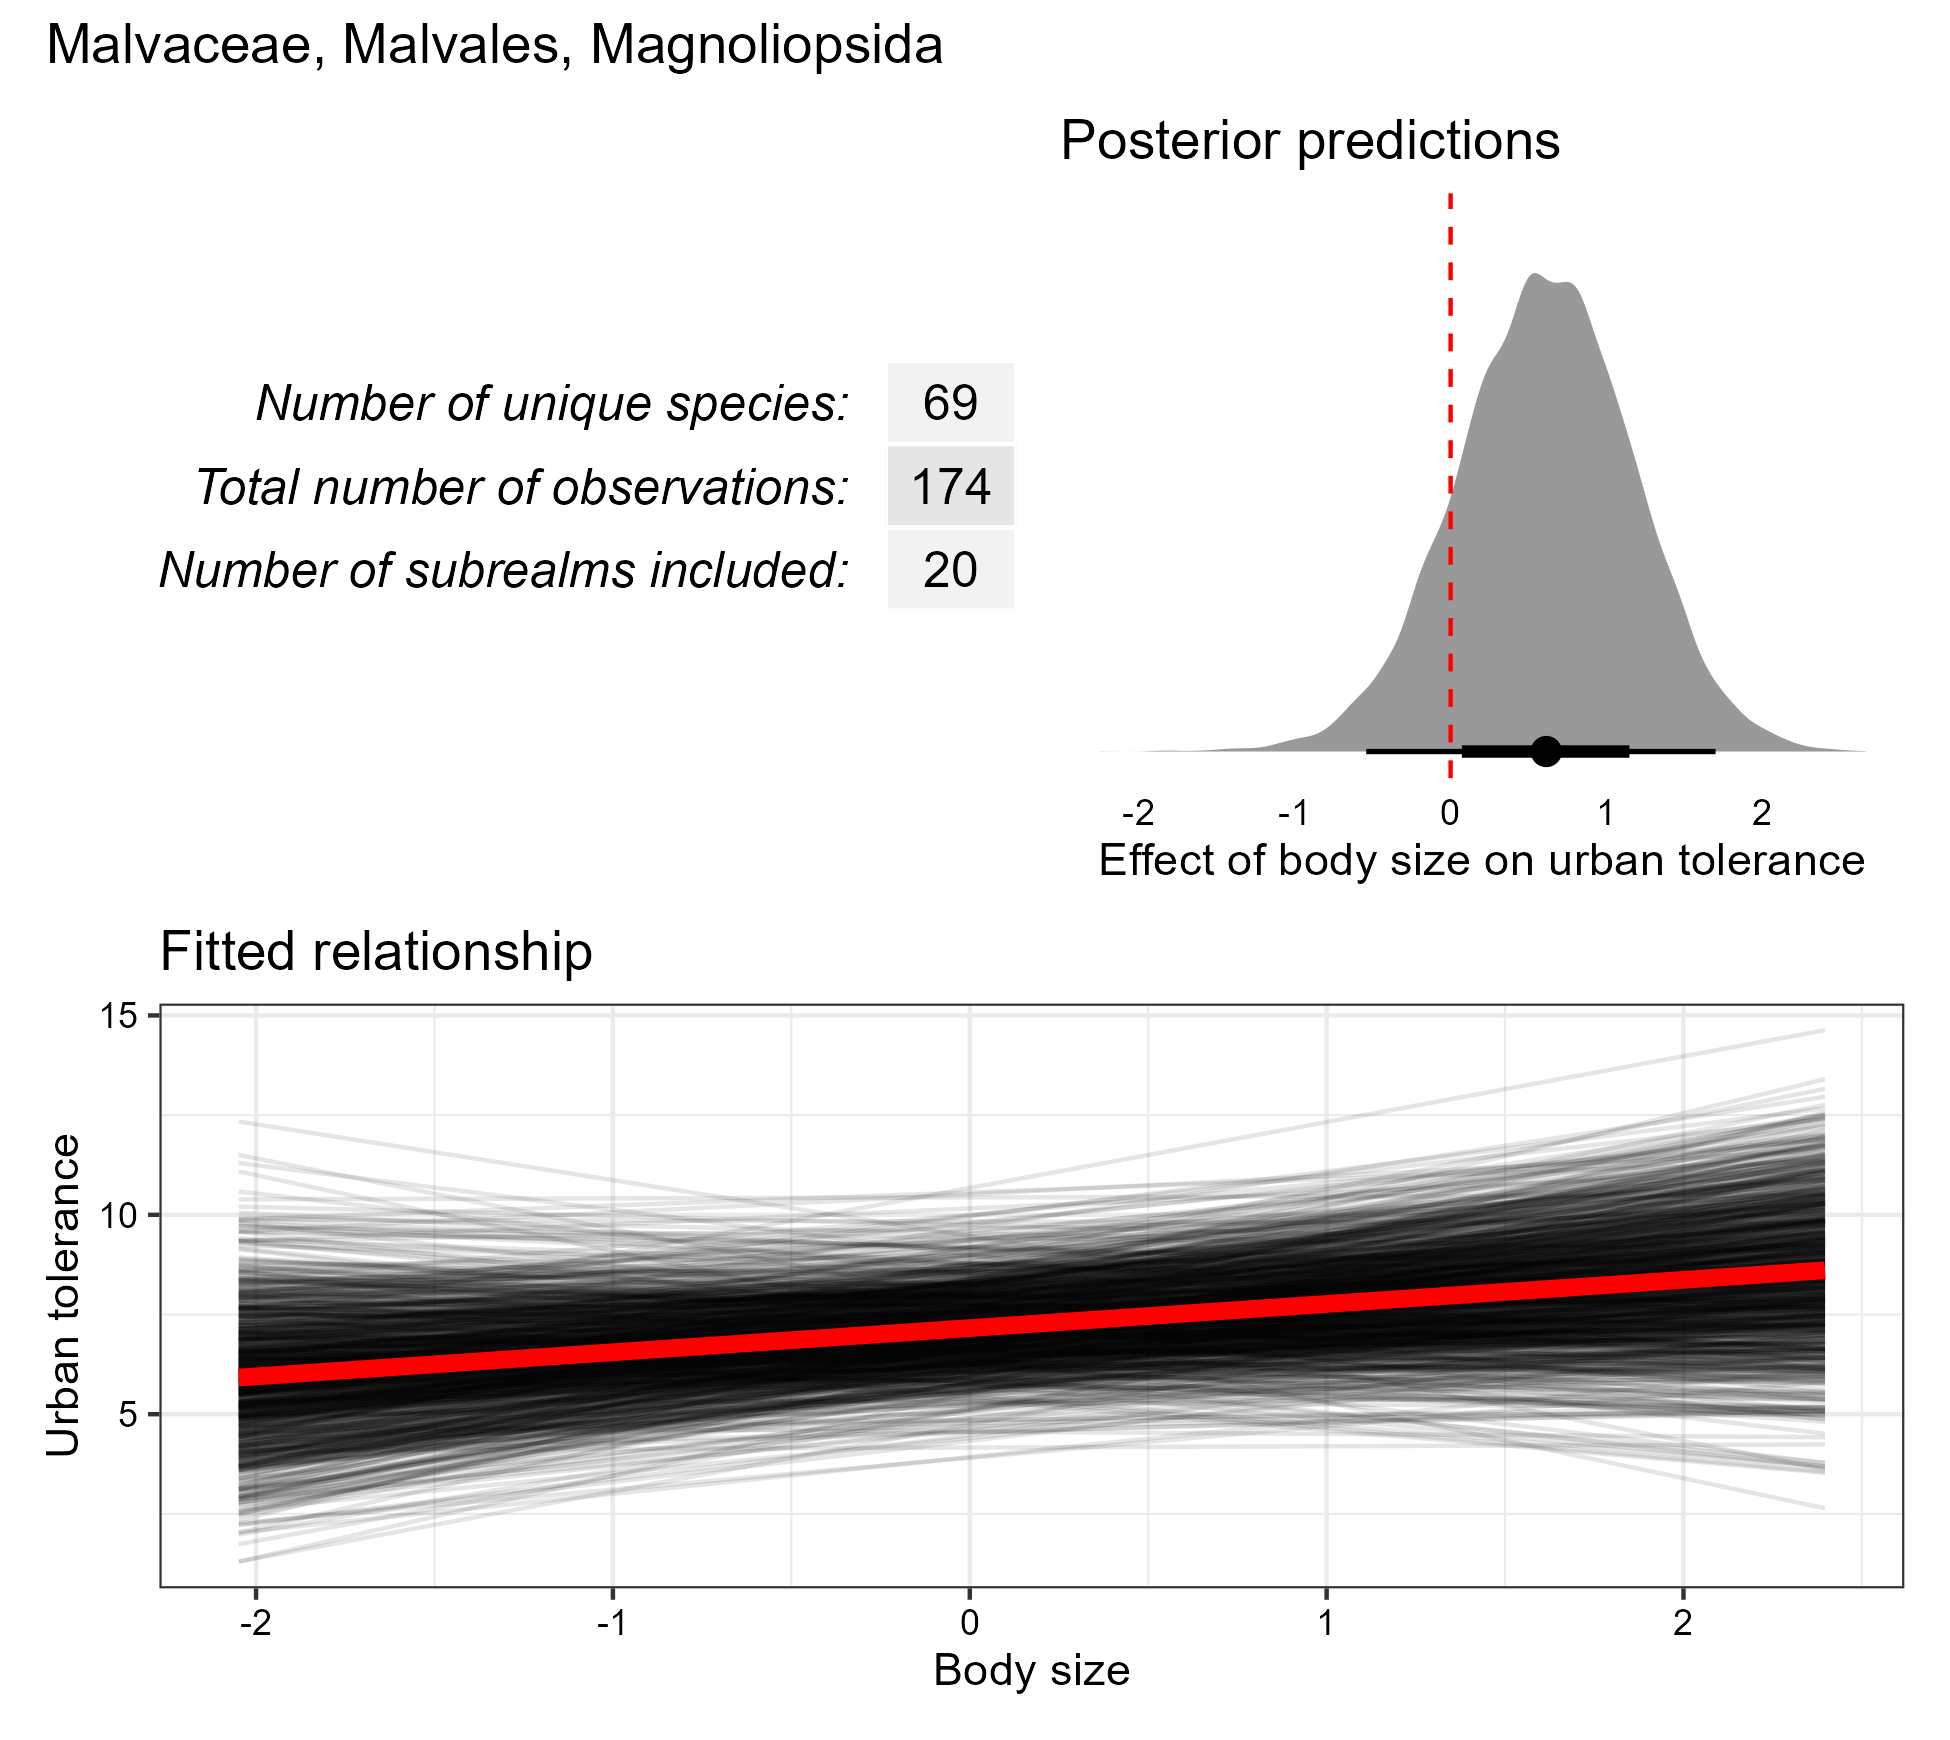 Malvaceae, Malvales, Magnoliopsida
Posterior predictions
Number of unique species: 69
Total number of observations: 174
Number of subrealms included: 20
-2 -1 0 1 2
Effect of body size on urban tolerance
Fitted relationship
15
10
5
Urban tolerance
-2 -1 0 1 2
Body size